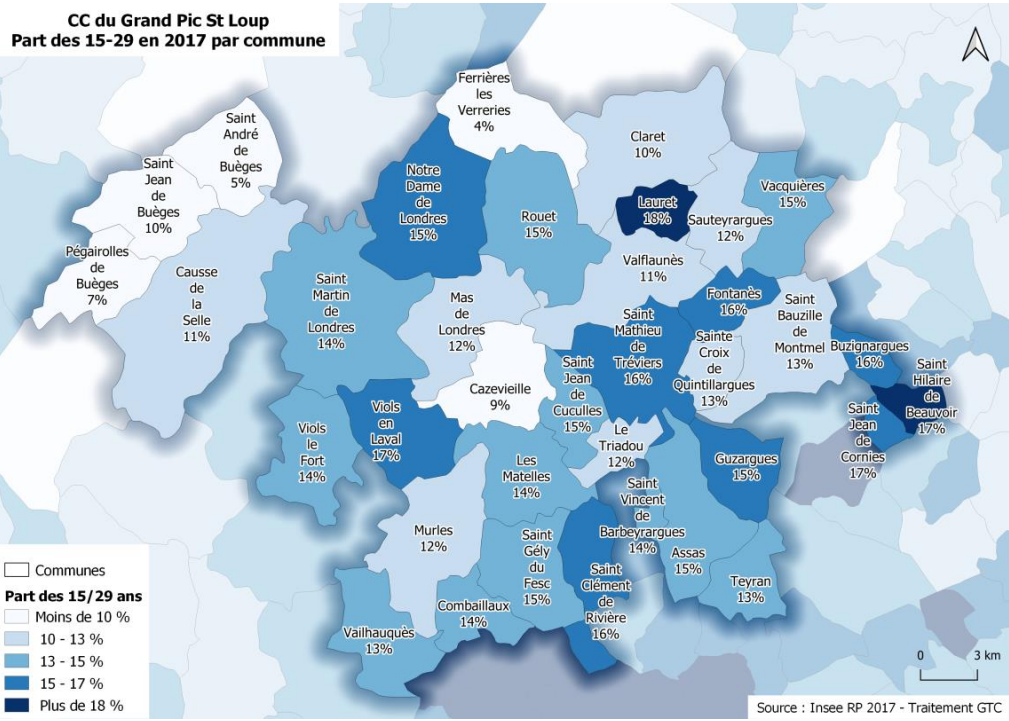 CC du Grand Pic St Loup
Part des 15-29 en 2017 par commune
Ferrières
les
Verreries
4%
Saint
André
de
Buèges
5%
Claret
10%
Saint
Jean
de
Buèges
10%
Notre
Dame
de
Londres
15%
Rouet
15%
Lauret
18%
Vacquières
15%
Sauteyrargues
12%
Pégairolles
de
Buèges
7%
Causse
de
la
Selle
11%
Saint
Martin
de
Londres
14%
Valflaunès
11%
Mas
de
Londres
12%
Fontanès
16%
Saint
Mathieu
de
Tréviers
16%
Saint
Bauzille
de
Montmel
13%
Sainte
Croix
de
Quintillargues
13%
Buzignargues
16%
Saint
Hilaire
de
Beauvoir
17%
Cazevieille
9%
Saint
Jean
de
Cuculles
15%
Viols
en
Laval
17%
Saint
Jean
de
Cornies
17%
Viols
le
Fort
14%
Le
Triadou
12%
Les
Matelles
14%
Guzargues
15%
Saint
Vincent
de
Barbeyrargues
14%
Murles
12%
Saint
Gély
du
Fesc
15%
Assas
15%
Saint
Clément
de
Rivière
16%
Teyran
13%
Combaillaux
14%
Vailhauquès
13%
Communes
Part des 15/29 ans
Moins de 10 %
10 - 13 %
13 - 15 %
15 - 17 %
Plus de 18 %
0 3 km
Source : Insee RP 2017 - Traitement GTC